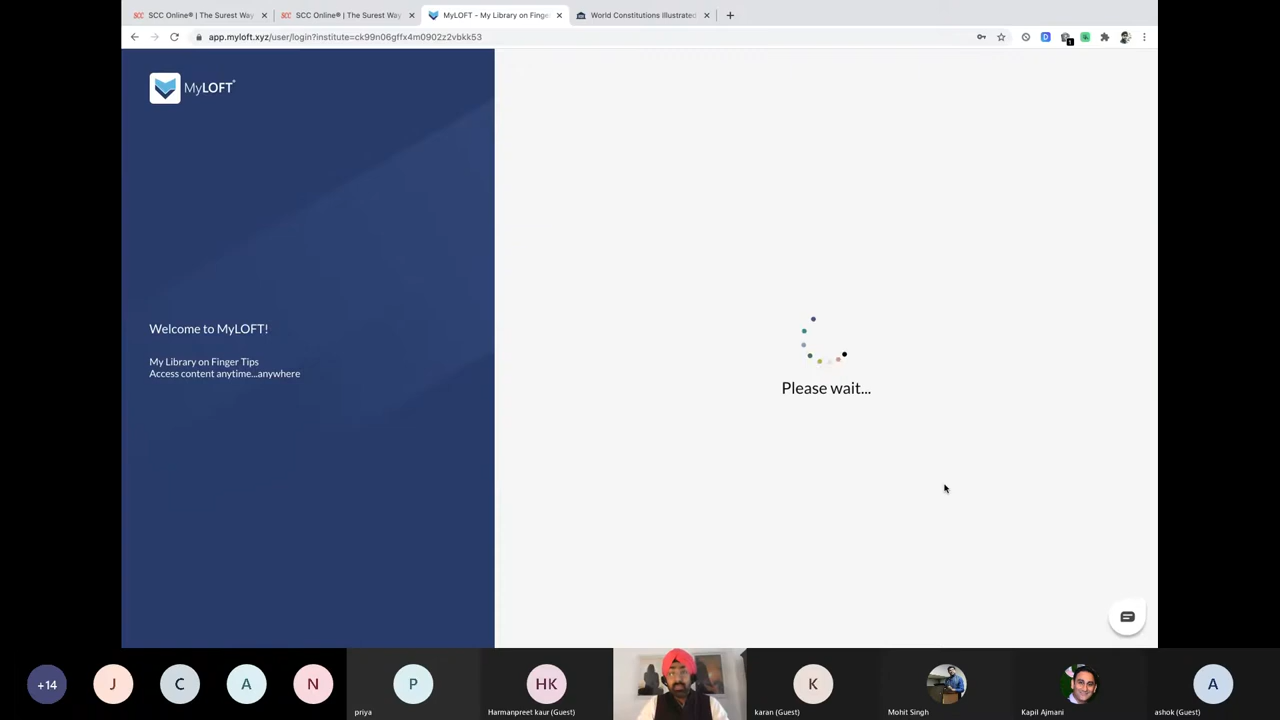 SCC Online® | The Surest Way
SCC Online® | The Surest Way
MyLOFT - My Library on Finge
World Constitutions Illustrated
app.myloft.xyz/user/login?institute=ck99n06gffx4m0902z2vbkk53
MyLOFT
Welcome to MyLOFT!
My Library on Finger Tips
Access content anytime...anywhere
Please wait...
+14
J
C
A
N
P
priya
HK
Harmanpreet kaur (Guest)
K
karan (Guest)
Mohit Singh
Kapil Ajmani
A
ashok (Guest)